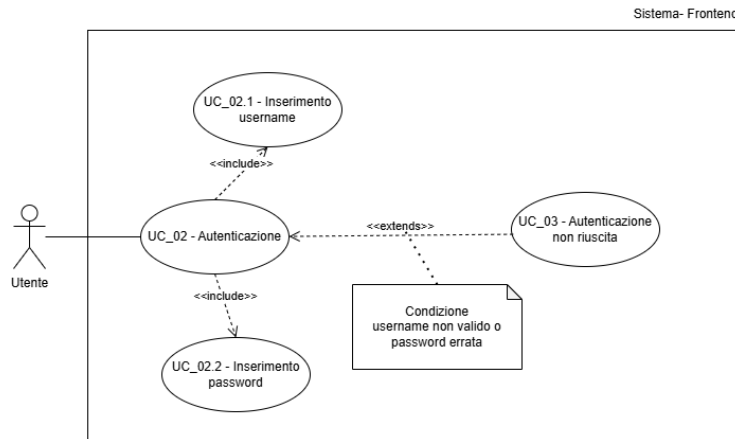 Sistema- Frontend
UC_02.1 - Inserimento
username
<<include>>
UC_02 - Autenticazione
<<extends>>
UC_03 - Autenticazione
non riuscita
Utente
<<include>>
Condizione
username non valido o
password errata
UC_02.2 - Inserimento
password